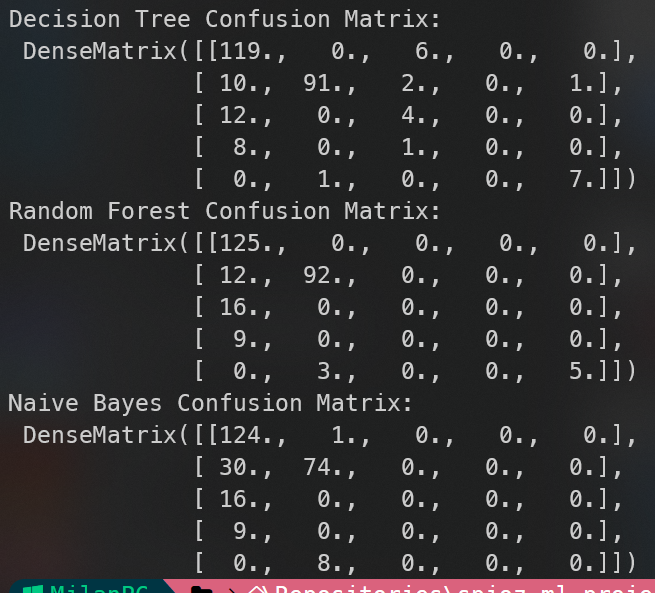 Decision Tree Confusion Matrix:
DenseMatrix([[119., 0., 6., 0., 0.],
[ 10., 91., 2., 0., 1.],
[ 12., 0., 4., 0., 0.],
[ 8., 0., 1., 0., 0.],
[ 0., 1., 0., 0., 7.]])
Random Forest Confusion Matrix:
DenseMatrix([[125., 0., 0., 0., 0.],
[ 12., 92., 0., 0., 0.],
[ 16., 0., 0., 0., 0.],
[ 9., 0., 0., 0., 0.],
[ 0., 3., 0., 0., 5.]])
Naive Bayes Confusion Matrix:
DenseMatrix([[124., 1., 0., 0., 0.],
[ 30., 74., 0., 0., 0.],
[ 16., 0., 0., 0., 0.],
[ 9., 0., 0., 0., 0.],
[ 0., 8., 0., 0., 0.]])
MilanPC